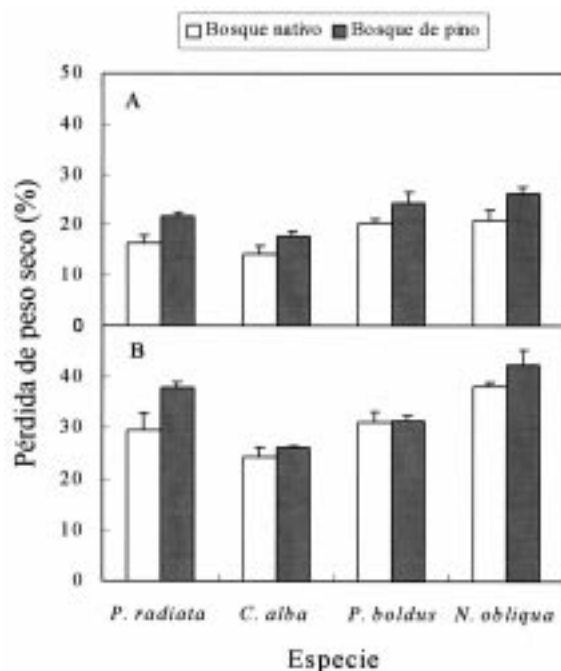 Bosque nativo Bosque de pino
50
A
40
30
20
10
0
B
40
30
20
10
0
Pérdida de peso seco (%)
P. radiata C. alba P. boldus N. obliqua
Especie